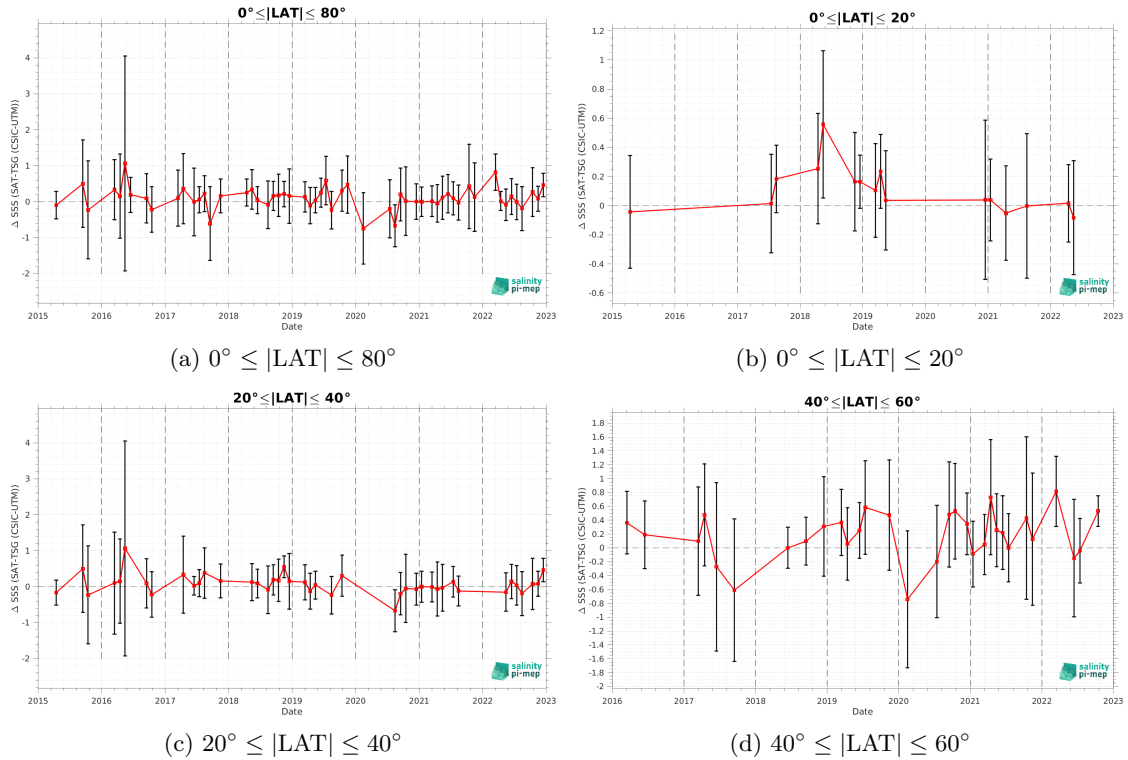 0°≤|LAT|≤ 80°
Δ SSS (SAT-TSG (CSIC-UTM))
4
3
2
1
0
-1
-2
2015 2016 2017 2018 2019 2020 2021 2022 2023
Date
salinity
pi-mep
(a) 0° ≤ |LAT| ≤ 80°
0°≤|LAT|≤ 20°
Δ SSS (SAT-TSG (CSIC-UTM))
1.2
1
0.8
0.6
0.4
0.2
0
-0.2
-0.4
-0.6
2015 2016 2017 2018 2019 2020 2021 2022 2023
Date
salinity
pi-mep
(b) 0° ≤ |LAT| ≤ 20°
20°≤|LAT|≤ 40°
Δ SSS (SAT-TSG (CSIC-UTM))
4
3
2
1
0
-1
-2
2015 2016 2017 2018 2019 2020 2021 2022 2023
Date
salinity
pi-mep
(c) 20° ≤ |LAT| ≤ 40°
40°≤|LAT|≤ 60°
Δ SSS (SAT-TSG (CSIC-UTM))
1.8
1.6
1.4
1.2
1
0.8
0.6
0.4
0.2
0
-0.2
-0.4
-0.6
-0.8
-1
-1.2
-1.4
-1.6
-1.8
-2
2016 2017 2018 2019 2020 2021 2022 2023
Date
salinity
pi-mep
(d) 40° ≤ |LAT| ≤ 60°